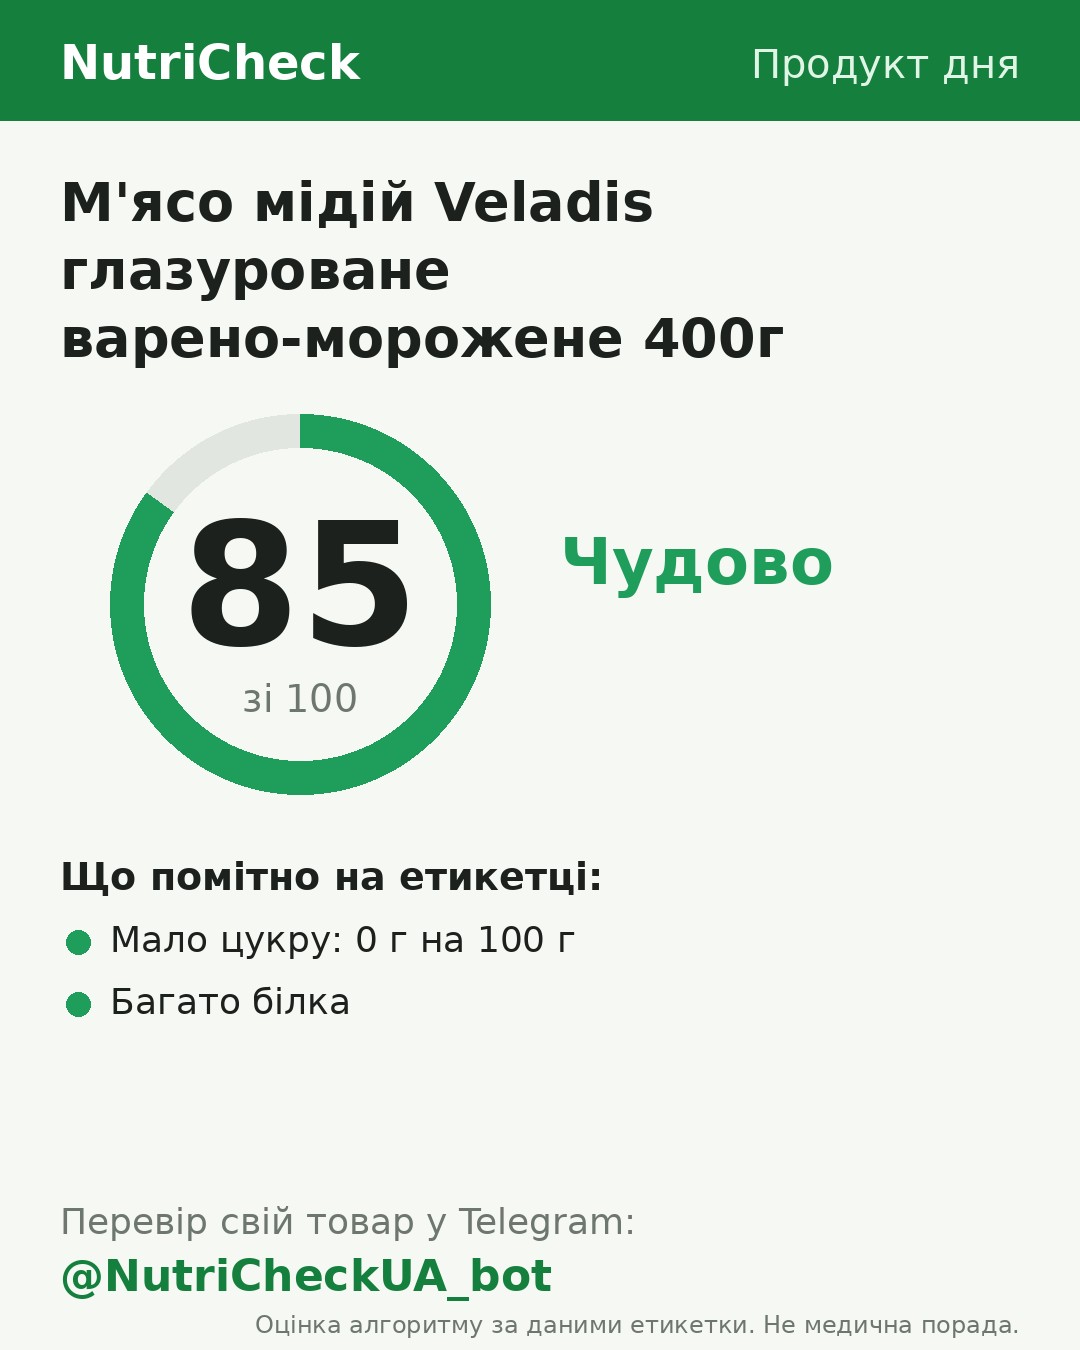 NutriCheck
Продукт дня
М'ясо мідій Veladis
глазуроване
варено-морожене 400г
85
зі 100
Чудово
Що помітно на етикетці:
Мало цукру: 0 г на 100 г
Багато білка
Перевір свій товар у Telegram:
@NutriCheckUA_bot
Оцінка алгоритму за даними етикетки. Не медична порада.